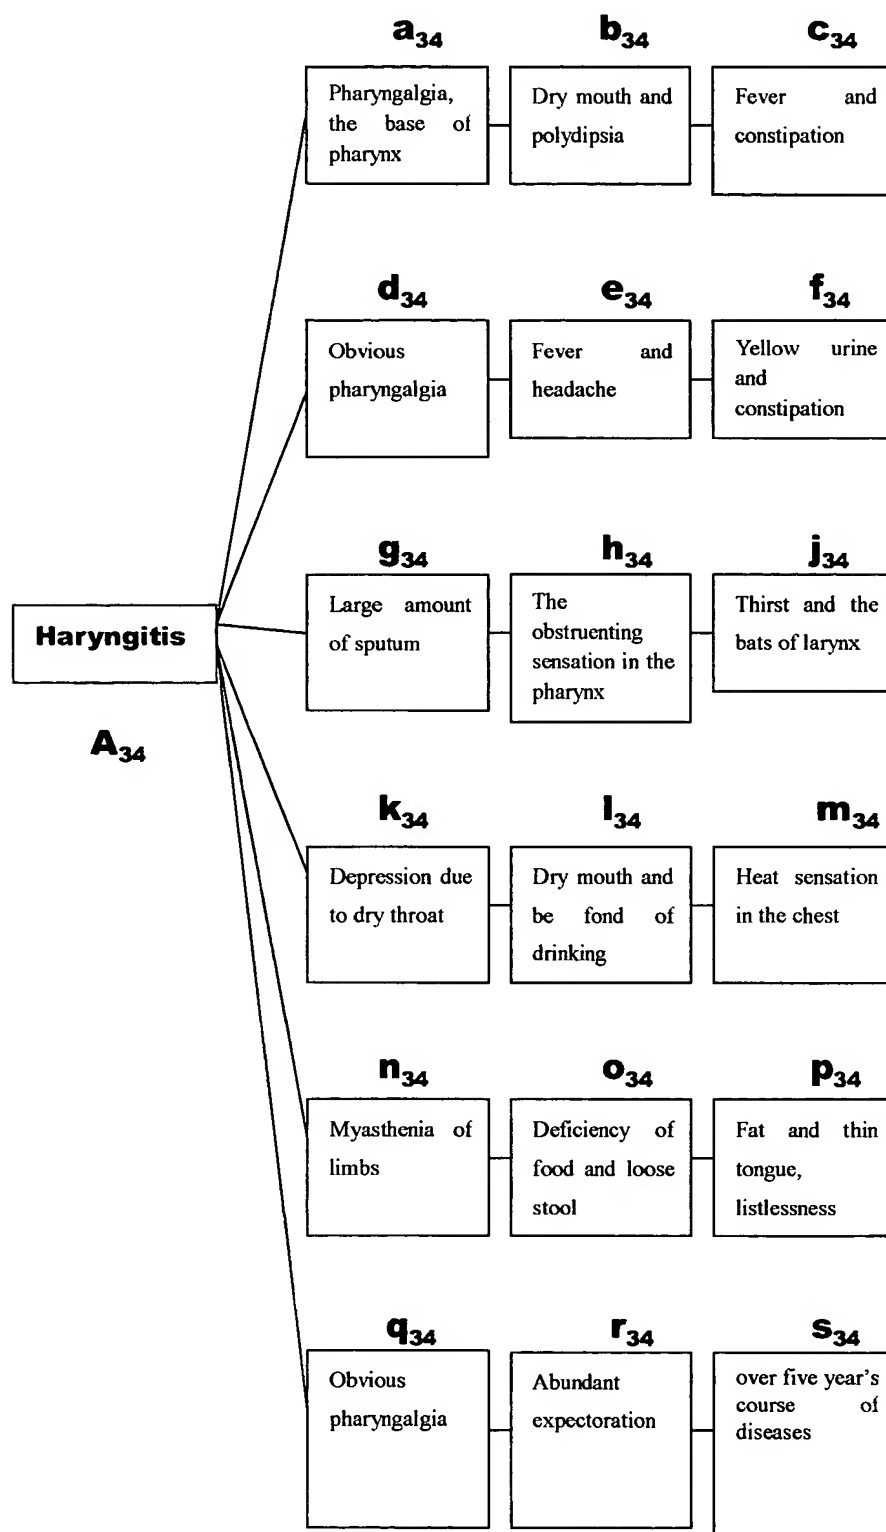 a34 b34 c34
Pharyngalgia,
the base of
pharynx
Dry mouth and
polydipsia
Fever and
constipation
d34 e34 f34
Obvious
pharyngalgia
Fever and
headache
Yellow urine
and
constipation
g34 h34 j34
Large amount
of sputum
The
obstruenting
sensation in the
pharynx
Thirst and the
bats of larynx
Haryngitis
A34
k34 l34 m34
Depression due
to dry throat
Dry mouth and
be fond of
drinking
Heat sensation
in the chest
n34 o34 p34
Myasthenia of
limbs
Deficiency of
food and loose
stool
Fat and thin
tongue,
listlessness
q34 r34 s34
Obvious
pharyngalgia
Abundant
expectoration
over five year's
course of
diseases